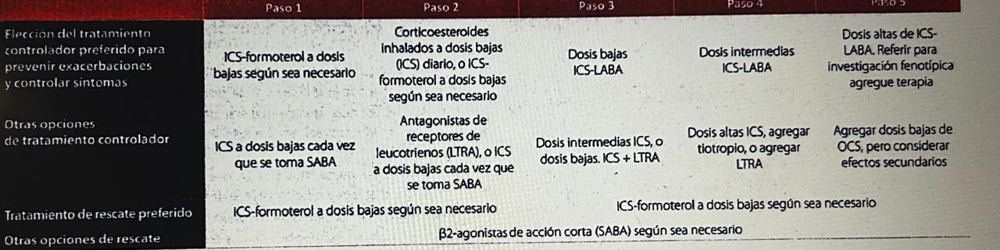 Paso 1
Paso 2
Paso 3
Paso 4
Paso 5
Elección del tratamiento
controlador preferido para
prevenir exacerbaciones
y controlar síntomas
ICS-formoterol a dosis
bajas según sea necesario
Corticoesteroides
inhalados a dosis bajas
(ICS) diario, o ICS-
formoterol a dosis bajas
según sea necesario
Dosis bajas
ICS-LABA
Dosis intermedias
ICS-LABA
Dosis altas de ICS-
LABA. Referir para
investigación fenotípica
agregue terapia
Otras opciones
de tratamiento controlador
ICS a dosis bajas cada vez
que se toma SABA
Antagonistas de
receptores de
leucotrienos (LTRA), o ICS
a dosis bajas cada vez que
se toma SABA
Dosis intermedias ICS, o
dosis bajas. ICS + LTRA
Dosis altas ICS, agregar
tiotropio, o agregar
LTRA
Agregar dosis bajas de
OCS, pero considerar
efectos secundarios
Tratamiento de rescate preferido
ICS-formoterol a dosis bajas según sea necesario
ICS-formoterol a dosis bajas según sea necesario
Otras opciones de rescate
β2-agonistas de acción corta (SABA) según sea necesario